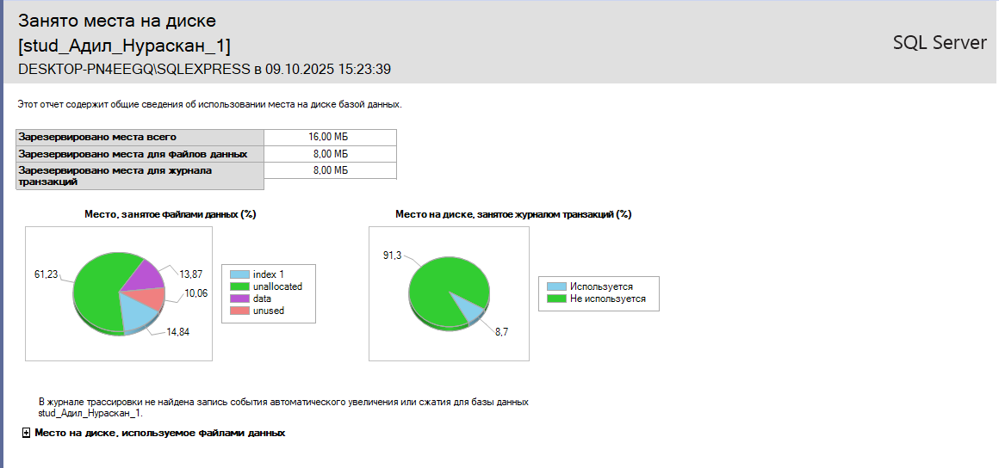 Занято места на диске
[stud_Адил_Нураскан_1]
SQL Server
DESKTOP-PN4EEGQ\SQLEXPRESS в 09.10.2025 15:23:39
Этот отчет содержит общие сведения об использовании места на диске базой данных.
Зарезервировано места всего 16,00 МБ
Зарезервировано места для файлов данных 8,00 МБ
Зарезервировано места для журнала 8,00 МБ
транзакций
Место, занятое файлами данных (%)
61,23
13,87
10,06
14,84
index 1
unallocated
data
unused
Место на диске, занятое журналом транзакций (%)
91,3
8,7
Используется
Не используется
В журнале трассировки не найдена запись события автоматического увеличения или сжатия для базы данных
stud_Адил_Нураскан_1.
Место на диске, используемое файлами данных